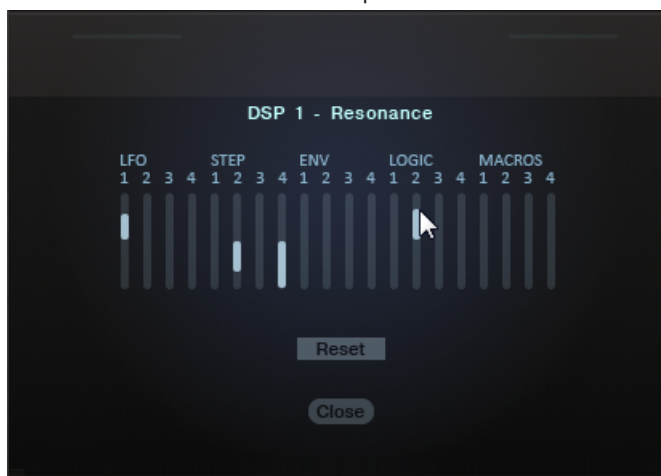 DSP 1 - Resonance
LFO STEP ENV LOGIC MACROS
1 2 3 4 1 2 3 4 1 2 3 4 1 2 3 4 1 2 3 4
Reset
Close